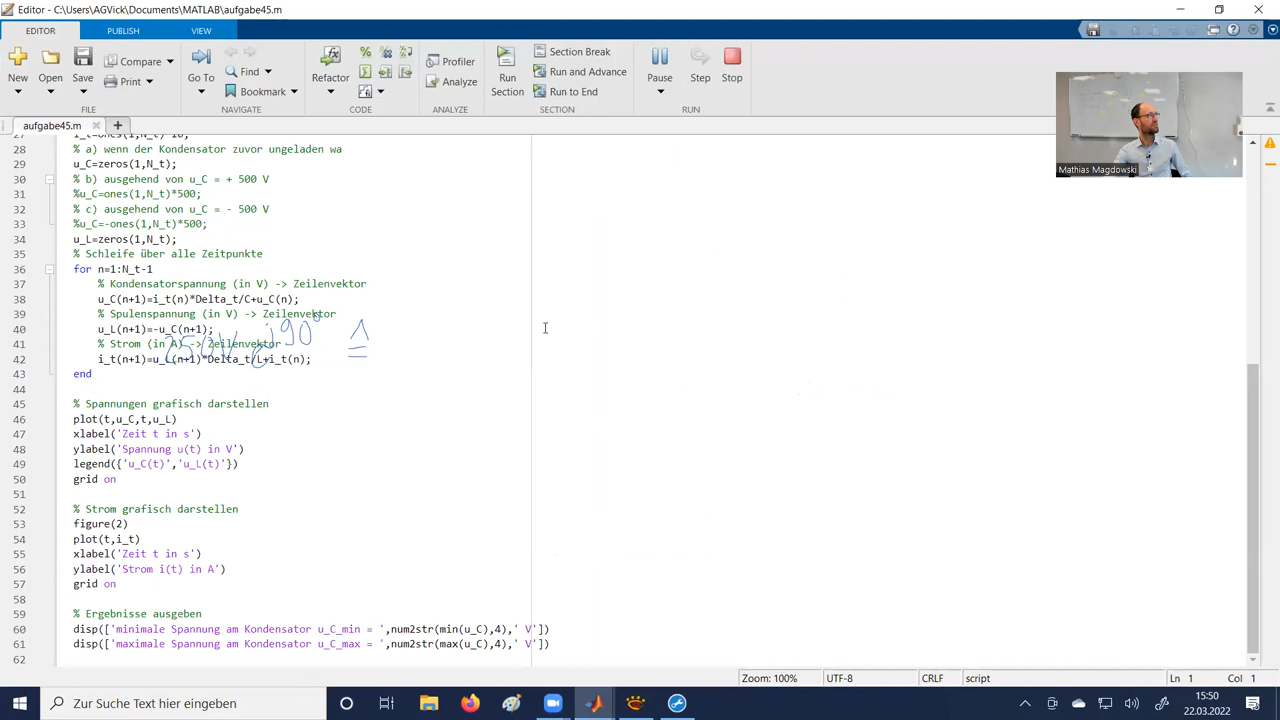 Editor - C:\Users\AGVick\Documents\MATLAB\aufgabe45.m
EDITOR PUBLISH VIEW
New Open Save Compare Print Go To Find Bookmark Refactor Profiler Analyze Run Section Section Break Run and Advance Run to End Pause Step Stop
FILE NAVIGATE CODE ANALYZE SECTION RUN
aufgabe45.m
Mathias Magdowski
28 % a) wenn der Kondensator zuvor ungeladen wa
29 u_C=zeros(1,N_t);
30 % b) ausgehend von u_C = + 500 V
31 %u_C=ones(1,N_t)*500;
32 % c) ausgehend von u_C = - 500 V
33 %u_C=-ones(1,N_t)*500;
34 u_L=zeros(1,N_t);
35 % Schleife über alle Zeitpunkte
36 for n=1:N_t-1
37 % Kondensatorspannung (in V) -> Zeilenvektor
38 u_C(n+1)=i_t(n)*Delta_t/C+u_C(n);
39 % Spulenspannung (in V) -> Zeilenvektor
40 u_L(n+1)=-u_C(n+1);
250V e j90° ≙
41 % Strom (in A) -> Zeilenvektor
42 i_t(n+1)=u_L(n+1)*Delta_t/L+i_t(n);
43 end
44
45 % Spannungen grafisch darstellen
46 plot(t,u_C,t,u_L)
47 xlabel('Zeit t in s')
48 ylabel('Spannung u(t) in V')
49 legend({'u_C(t)','u_L(t)'})
50 grid on
51
52 % Strom grafisch darstellen
53 figure(2)
54 plot(t,i_t)
55 xlabel('Zeit t in s')
56 ylabel('Strom i(t) in A')
57 grid on
58
59 % Ergebnisse ausgeben
60 disp(['minimale Spannung am Kondensator u_C_min = ',num2str(min(u_C),4),' V'])
61 disp(['maximale Spannung am Kondensator u_C_max = ',num2str(max(u_C),4),' V'])
62
Zoom: 100% UTF-8 CRLF script Ln 1 Col 1
Zur Suche Text hier eingeben
15:50
22.03.2022